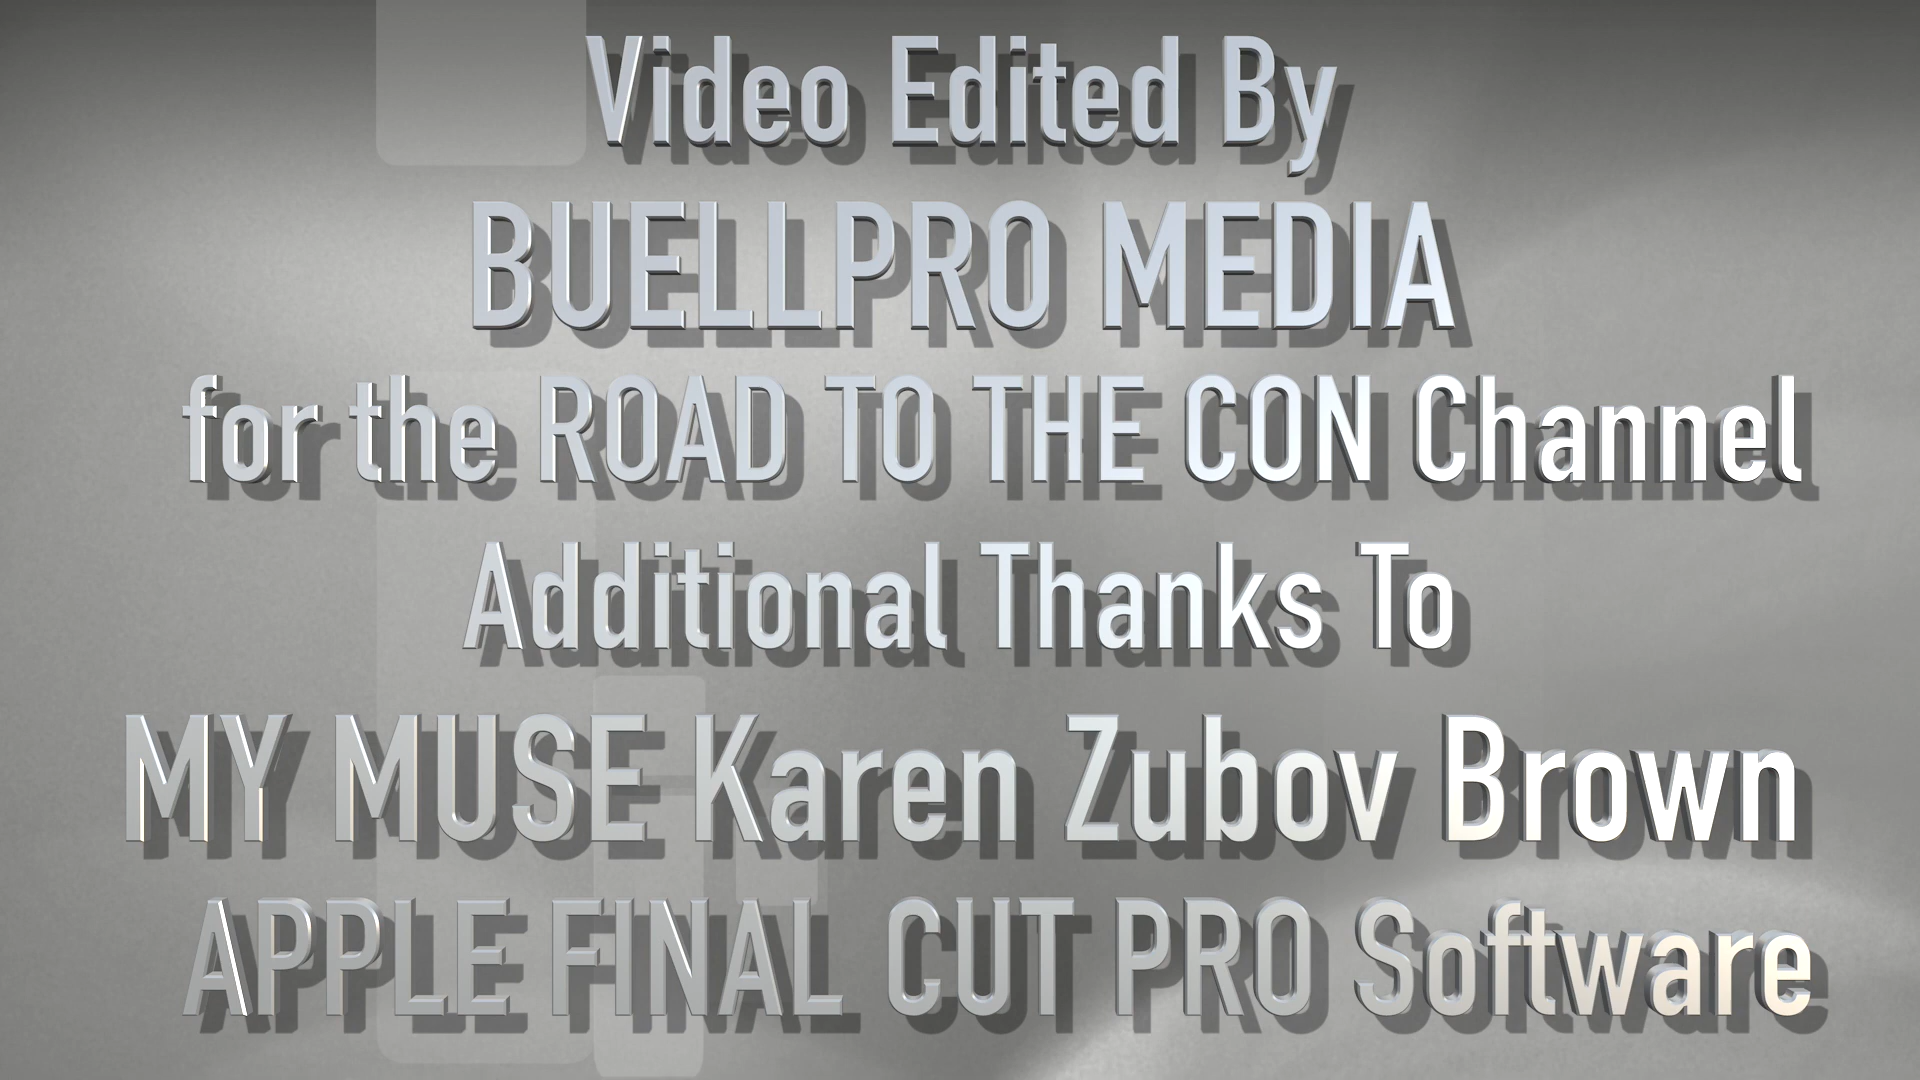 Video Edited By
BUELLPRO MEDIA
for the ROAD TO THE CON Channel
Additional Thanks To
MY MUSE Karen Zubov Brown
APPLE FINAL CUT PRO Software